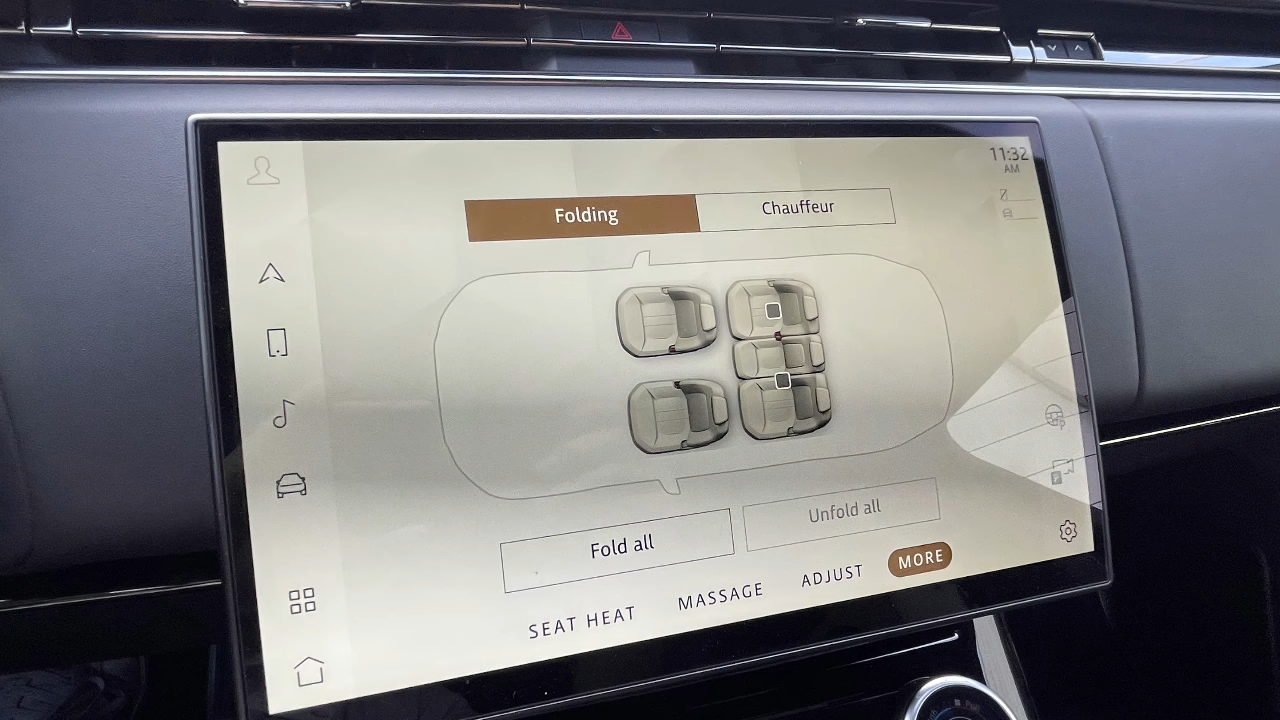 11:32
AM
Folding
Chauffeur
Fold all
Unfold all
SEAT HEAT
MASSAGE
ADJUST
MORE